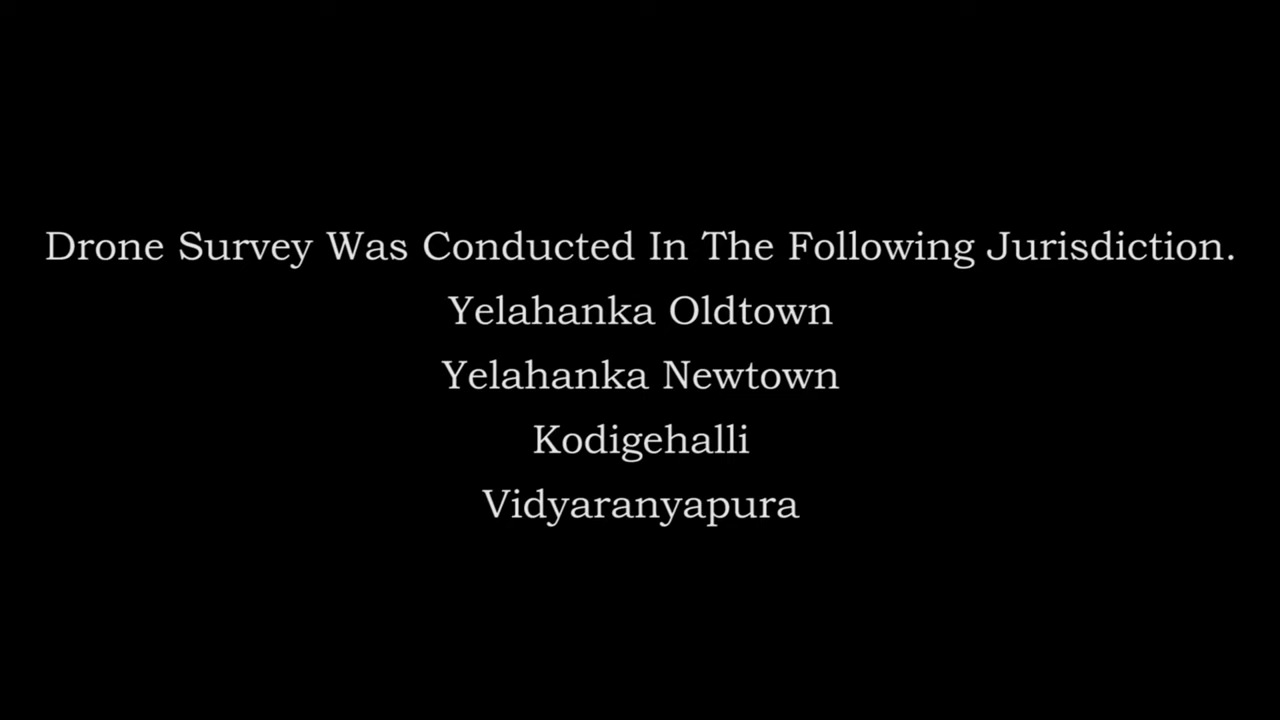 Drone Survey Was Conducted In The Following Jurisdiction.
Yelahanka Oldtown
Yelahanka Newtown
Kodigehalli
Vidyaranyapura